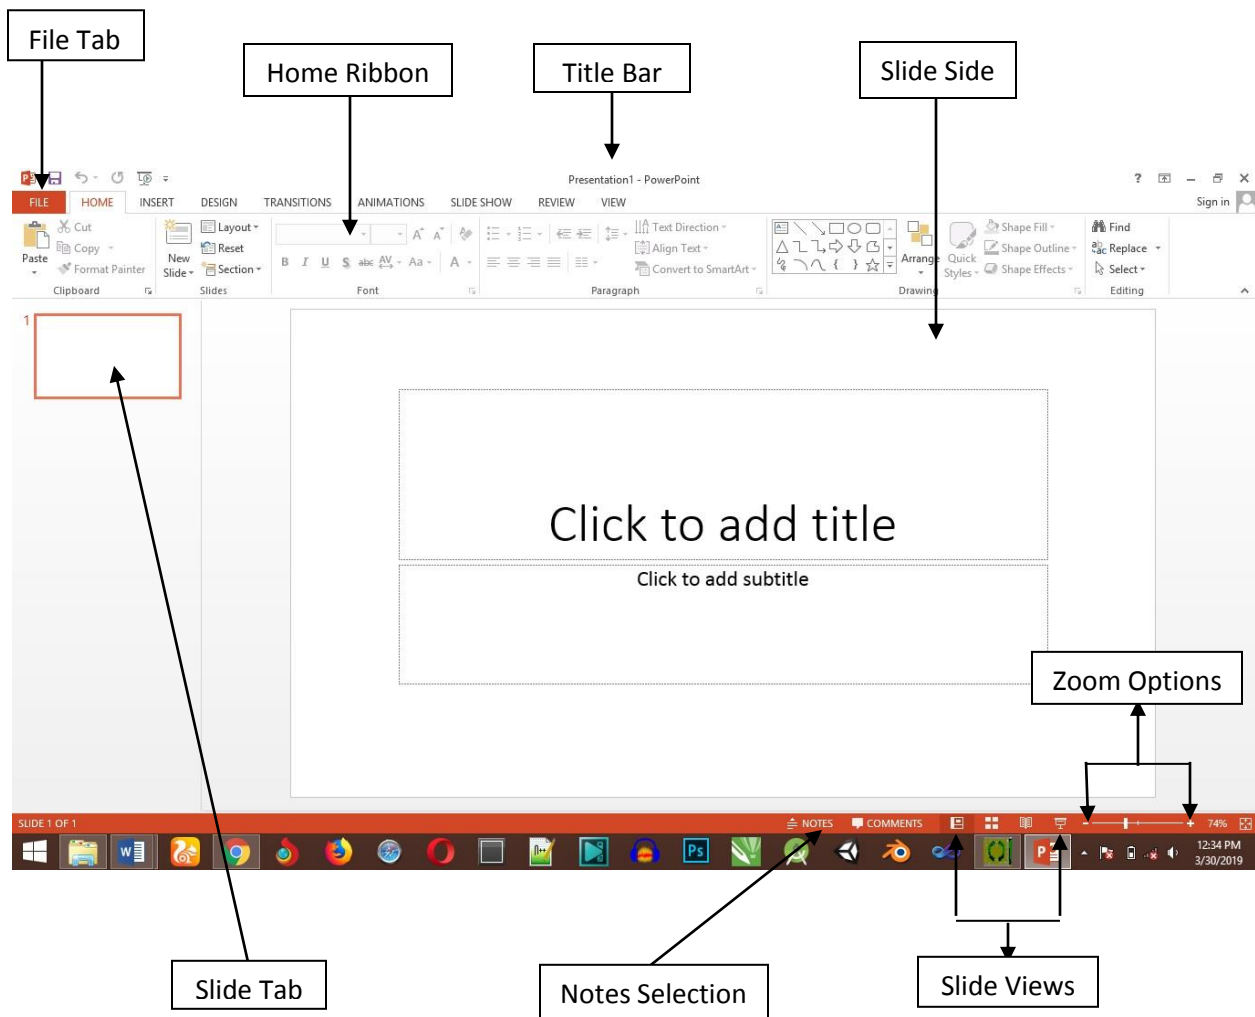 File Tab
Home Ribbon
Title Bar
Slide Side
Presentation1 - PowerPoint
?
FILE HOME INSERT DESIGN TRANSITIONS ANIMATIONS SLIDE SHOW REVIEW VIEW Sign in
Cut
Copy
Format Painter
Paste
Clipboard
New
Slide
Layout
Reset
Section
Slides
A A
B I U S abc AV Aa A
Font
Text Direction
Align Text
Convert to SmartArt
Paragraph
Arrange
Quick
Styles
Shape Fill
Shape Outline
Shape Effects
Drawing
Find
Replace
Select
Editing
1
Click to add title
Click to add subtitle
Zoom Options
SLIDE 1 OF 1 NOTES COMMENTS - + 74%
12:34 PM
3/30/2019
Slide Tab
Notes Selection
Slide Views